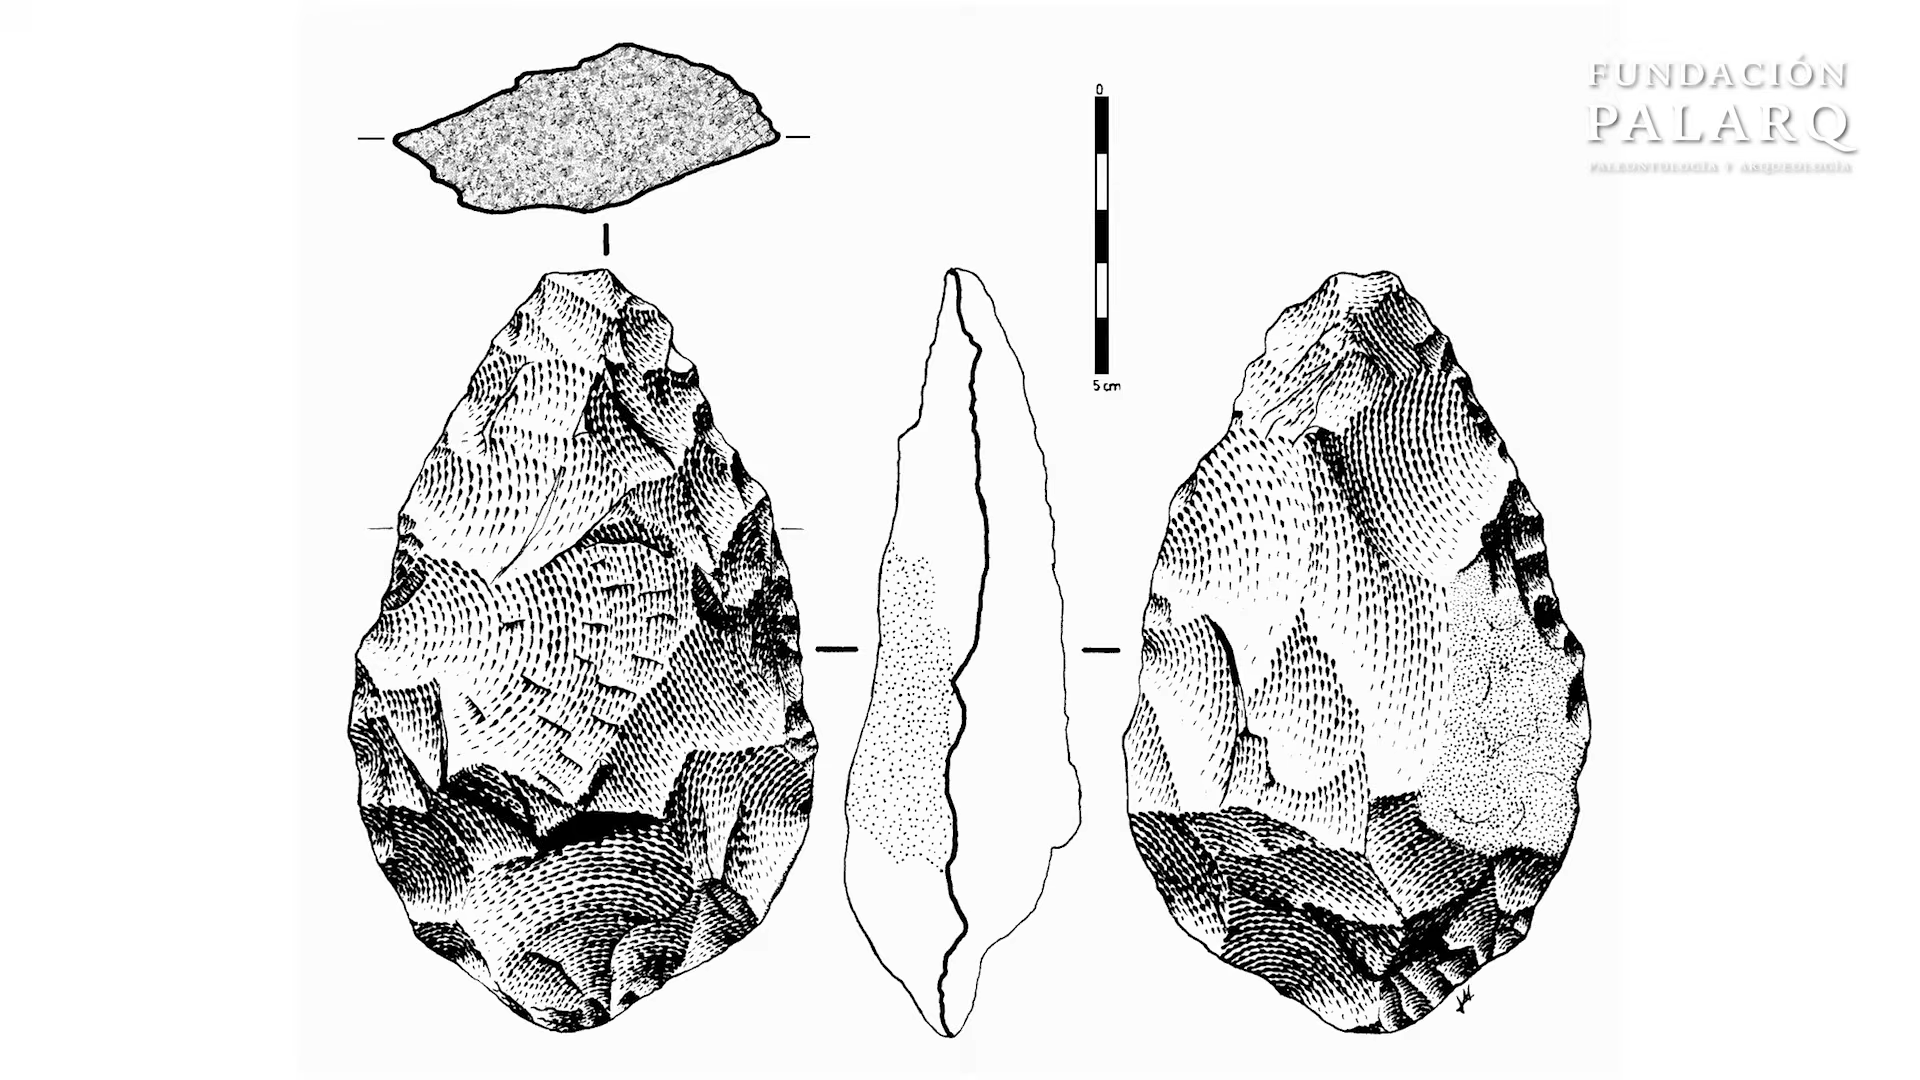 FUNDACIÓN
PALARQ
PALEONTOLOGÍA Y ARQUEOLOGÍA
0
5 cm